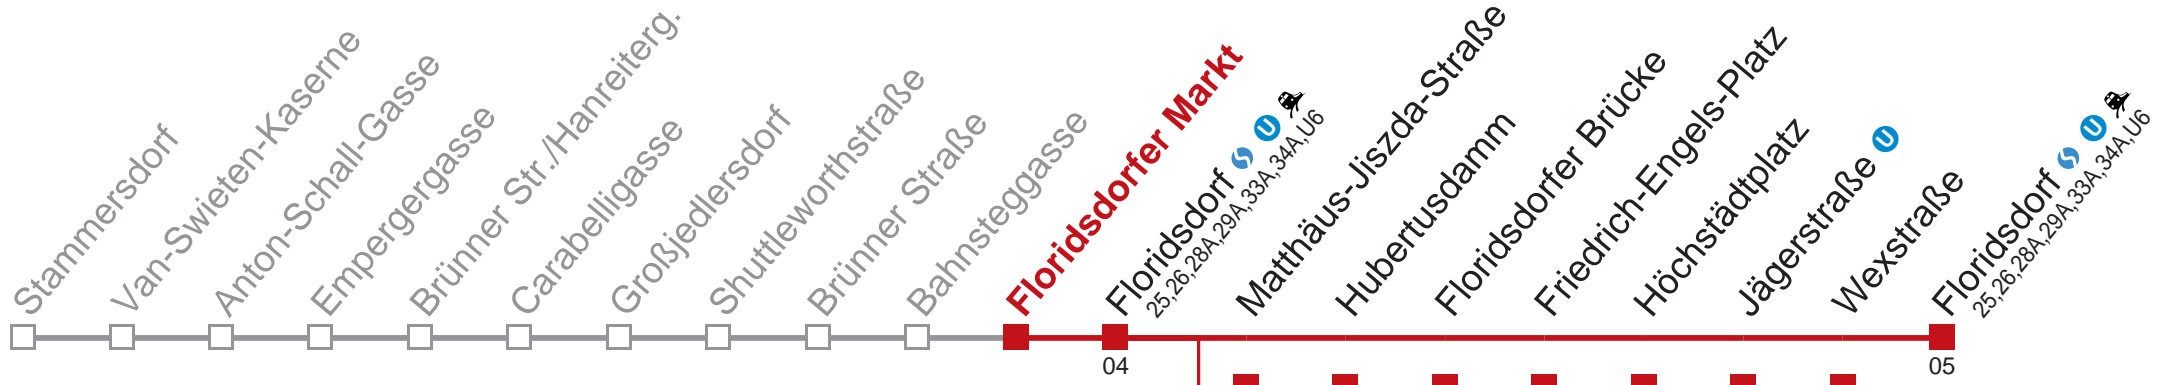 Stammersdorf
Van-Swieten-Kaserne
Anton-Schall-Gasse
Empergergasse
Brünner Str./Hanreiterg.
Carabelligasse
Großjedlersdorf
Shuttleworthstraße
Brünner Straße
Bahnsteggasse
Floridsdorfer Markt
Floridsdorf U
25,26,28A,29A,33A,34A,U6
Matthäus-Jiszda-Straße
Hubertusdamm
Floridsdorfer Brücke
Friedrich-Engels-Platz
Höchstädtplatz
Jägerstraße U
Wexstraße
Floridsdorf U
25,26,28A,29A,33A,34A,U6
04
05